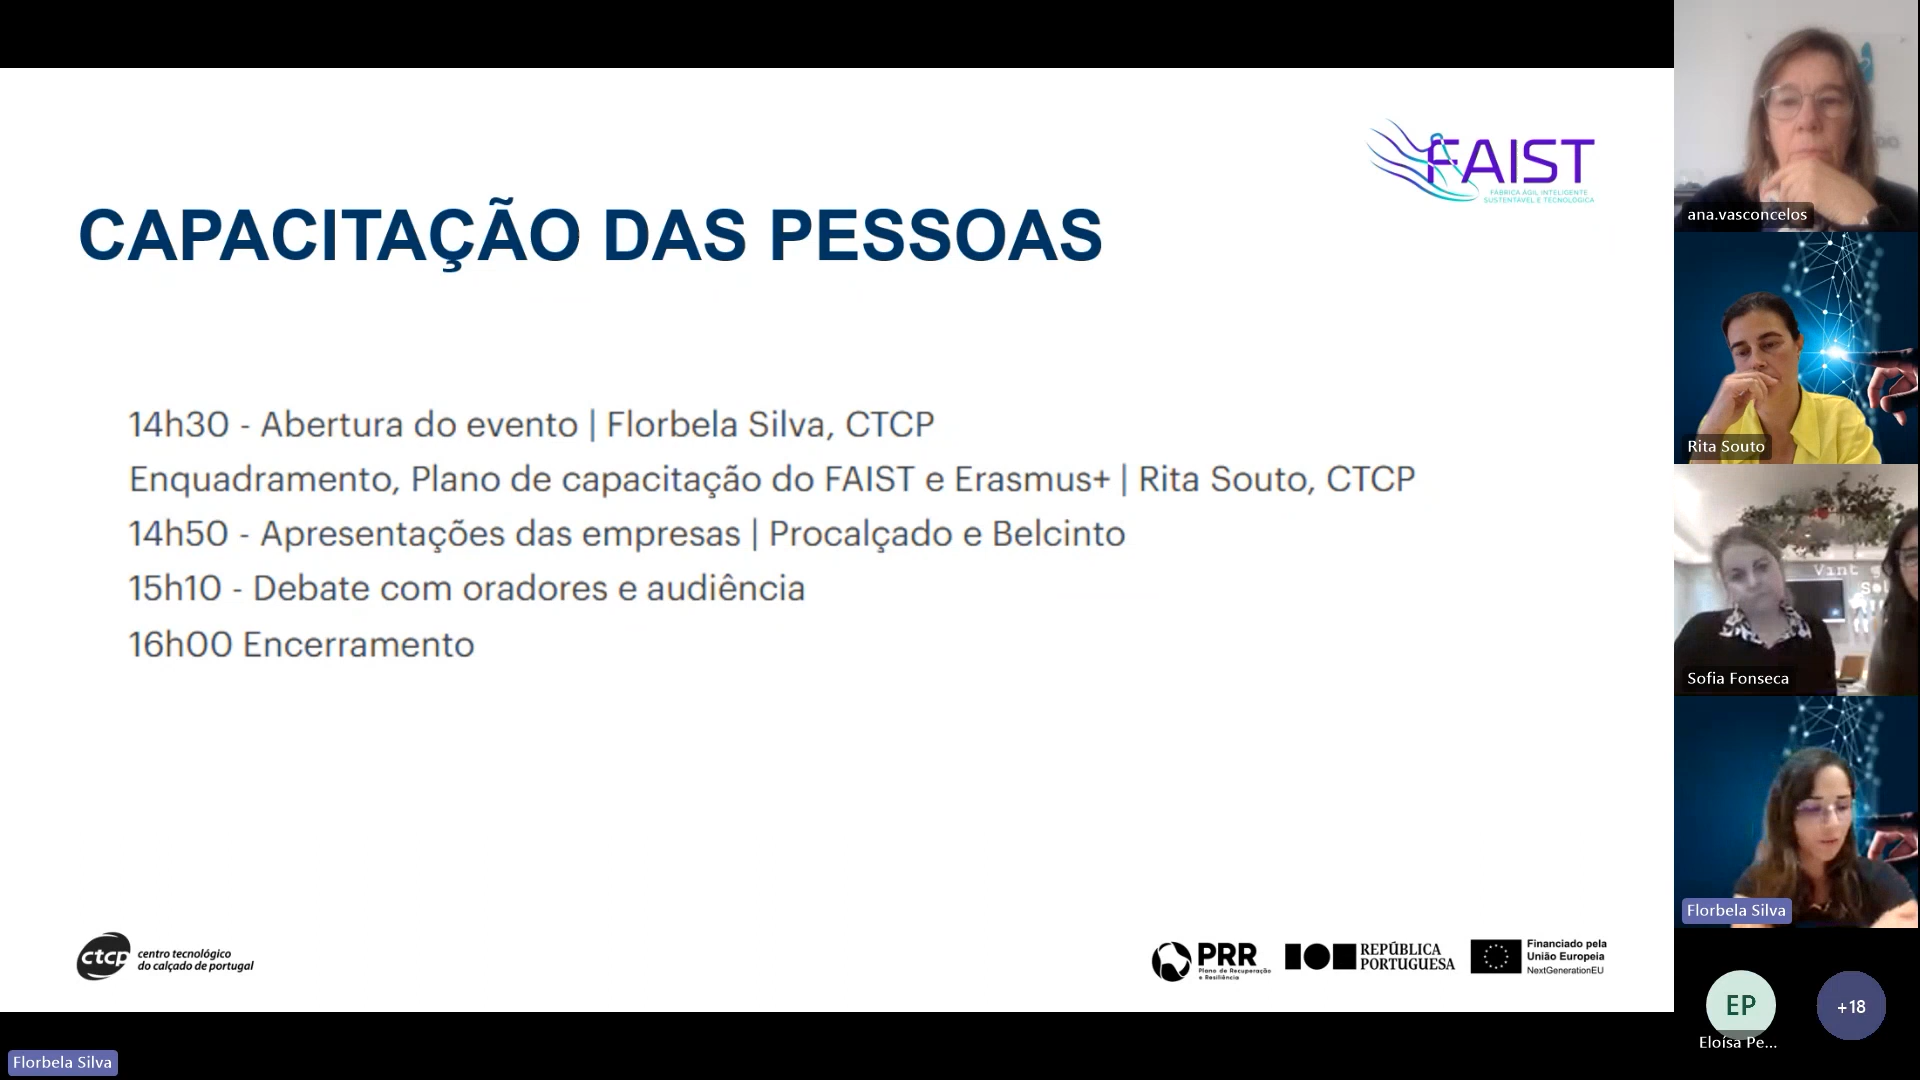 FAIST
FÁBRICA ÁGIL INTELIGENTE
SUSTENTÁVEL E TECNOLÓGICA
CAPACITAÇÃO DAS PESSOAS
14h30 - Abertura do evento | Florbela Silva, CTCP
Enquadramento, Plano de capacitação do FAIST e Erasmus+ | Rita Souto, CTCP
14h50 - Apresentações das empresas | Procalçado e Belcinto
15h10 - Debate com oradores e audiência
16h00 Encerramento
ctcp
centro tecnológico
do calçado de portugal
PRR
Plano de Recuperação
e Resiliência
REPÚBLICA
PORTUGUESA
Financiado pela
União Europeia
NextGenerationEU
Florbela Silva
ana.vasconcelos
Rita Souto
Sofia Fonseca
Florbela Silva
EP
Eloísa Pe...
+18